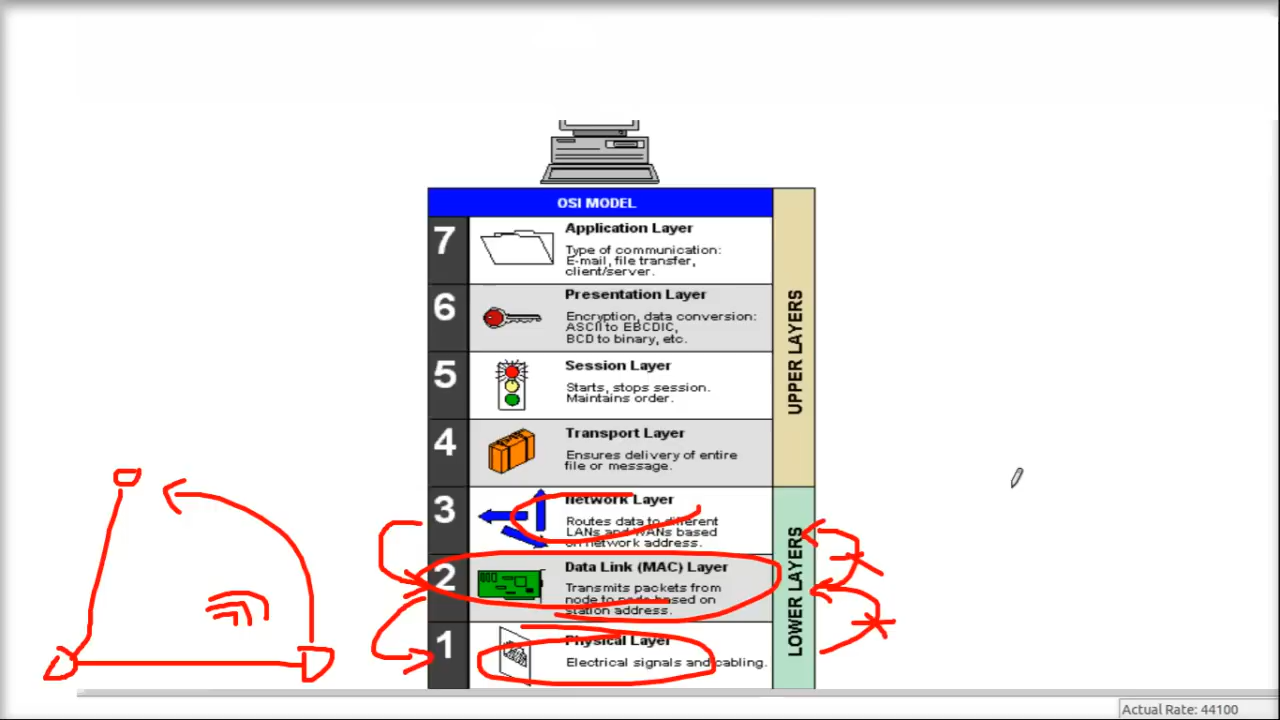 OSI MODEL
7
Application Layer
Type of communication:
E-mail, file transfer,
client/server.
6
Presentation Layer
Encryption, data conversion:
ASCII to EBCDIC,
BCD to binary, etc.
5
Session Layer
Starts, stops session.
Maintains order.
4
Transport Layer
Ensures delivery of entire
file or message.
3
Network Layer
Routes data to different
LANs and WANs based
on network address.
2
Data Link (MAC) Layer
Transmits packets from
node to node based on
station address.
1
Physical Layer
Electrical signals and cabling.
UPPER LAYERS
LOWER LAYERS
Actual Rate: 44100